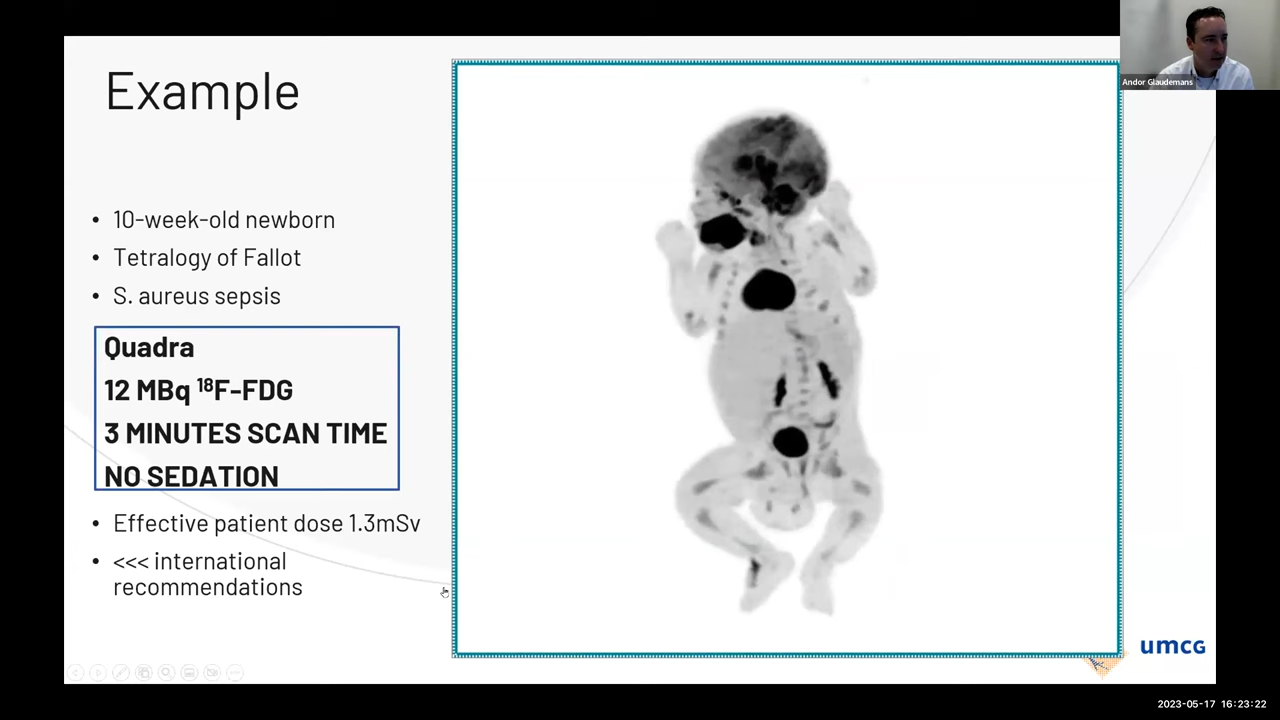 Andor Glaudemans
Example
• 10-week-old newborn
• Tetralogy of Fallot
• S. aureus sepsis
Quadra
12 MBq ¹⁸F-FDG
3 MINUTES SCAN TIME
NO SEDATION
• Effective patient dose 1.3mSv
• <<< international
recommendations
umcg
2023-05-17 16:23:22